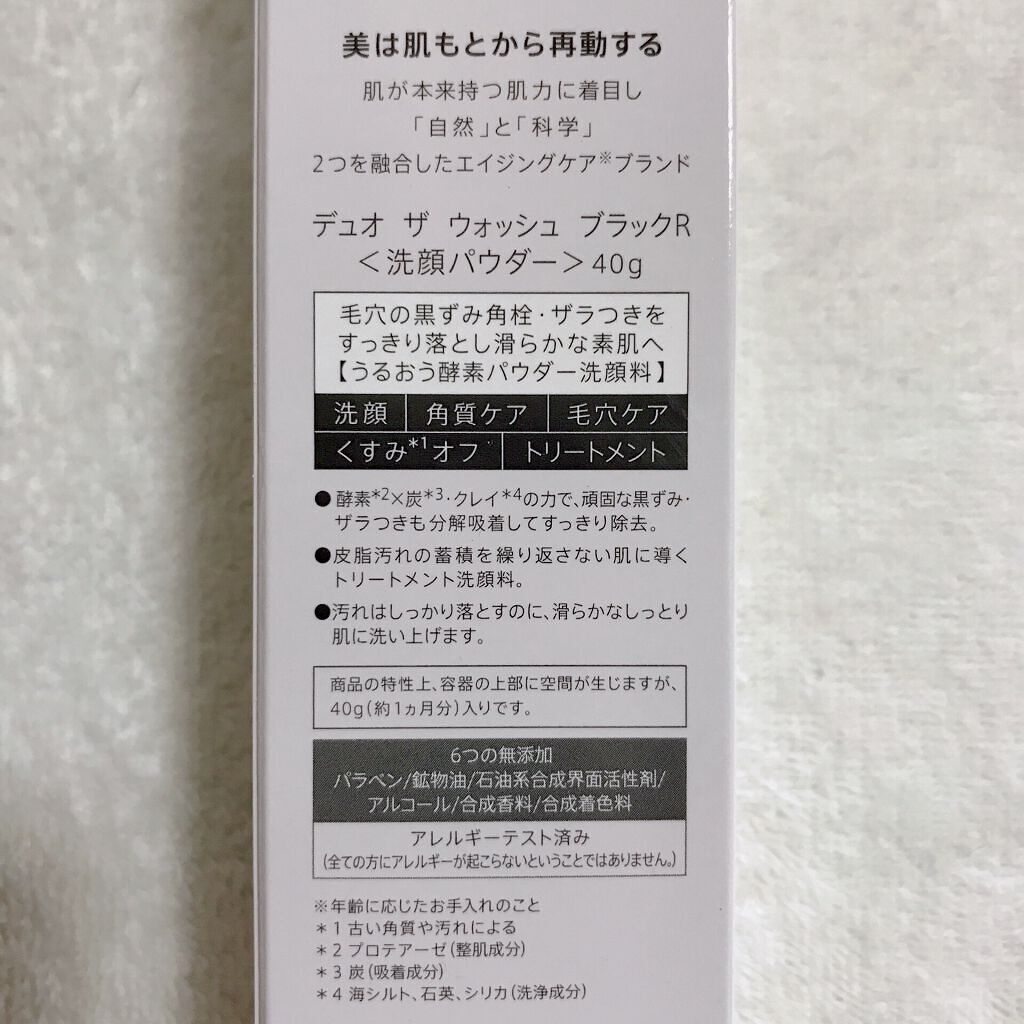 美は肌もとから再動する
肌が本来持つ肌力に着目し
「自然」と「科学」
2つを融合したエイジングケア※ブランド
デュオ ザ ウォッシュ ブラックR
＜洗顔パウダー＞40g
毛穴の黒ずみ角栓・ザラつきを
すっきり落とし滑らかな素肌へ
【うるおう酵素パウダー洗顔料】
洗顔 角質ケア 毛穴ケア
くすみ*1オフ トリートメント
●酵素*2×炭*3・クレイ*4の力で、頑固な黒ずみ・
ザラつきも分解吸着してすっきり除去。
●皮脂汚れの蓄積を繰り返さない肌に導く
トリートメント洗顔料。
●汚れはしっかり落とすのに、滑らかなしっとり
肌に洗い上げます。
商品の特性上、容器の上部に空間が生じますが、
40g(約1ヵ月分)入りです。
6つの無添加
パラベン/鉱物油/石油系合成界面活性剤/
アルコール/合成香料/合成着色料
アレルギーテスト済み
(全ての方にアレルギーが起こらないということではありません。)
※年齢に応じたお手入れのこと
*1 古い角質や汚れによる
*2 プロテアーゼ(整肌成分)
*3 炭(吸着成分)
*4 海シルト、石英、シリカ(洗浄成分)